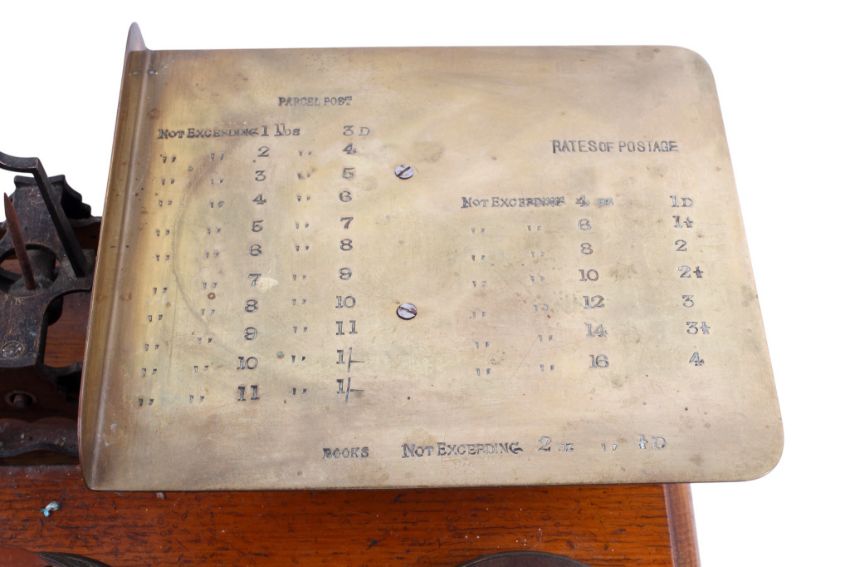 PARCEL POST
NOT EXCEEDING 1 lbs 3 D
,, ,, 2 ,, 4
,, ,, 3 ,, 5
,, ,, 4 ,, 6
,, ,, 5 ,, 7
,, ,, 6 ,, 8
,, ,, 7 ,, 9
,, ,, 8 ,, 10
,, ,, 9 ,, 11
,, ,, 10 ,, 1/-
,, ,, 11 ,, 1/-
RATES OF POSTAGE
NOT EXCEEDING 4 oz 1 D
,, ,, 6 1½
,, ,, 8 2
,, ,, 10 2½
,, ,, 12 3
,, ,, 14 3½
,, ,, 16 4
BOOKS NOT EXCEEDING 2 oz ,, ½ D